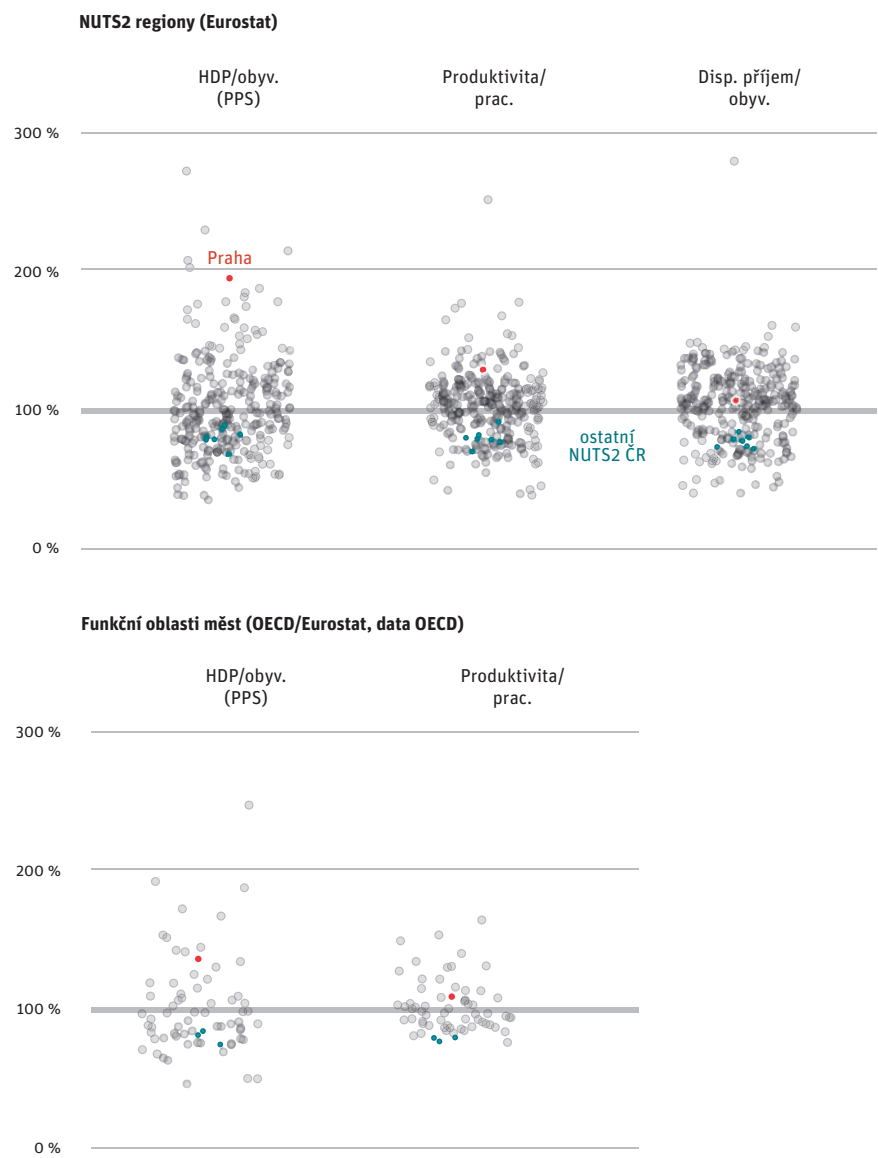 NUTS2 regiony (Eurostat)
HDP/obyv.
(PPS)
Produktivita/
prac.
Disp. příjem/
obyv.
300 %
Praha
200 %
100 %
ostatní
NUTS2 ČR
0 %
Funkční oblasti měst (OECD/Eurostat, data OECD)
HDP/obyv.
(PPS)
Produktivita/
prac.
300 %
200 %
100 %
0 %